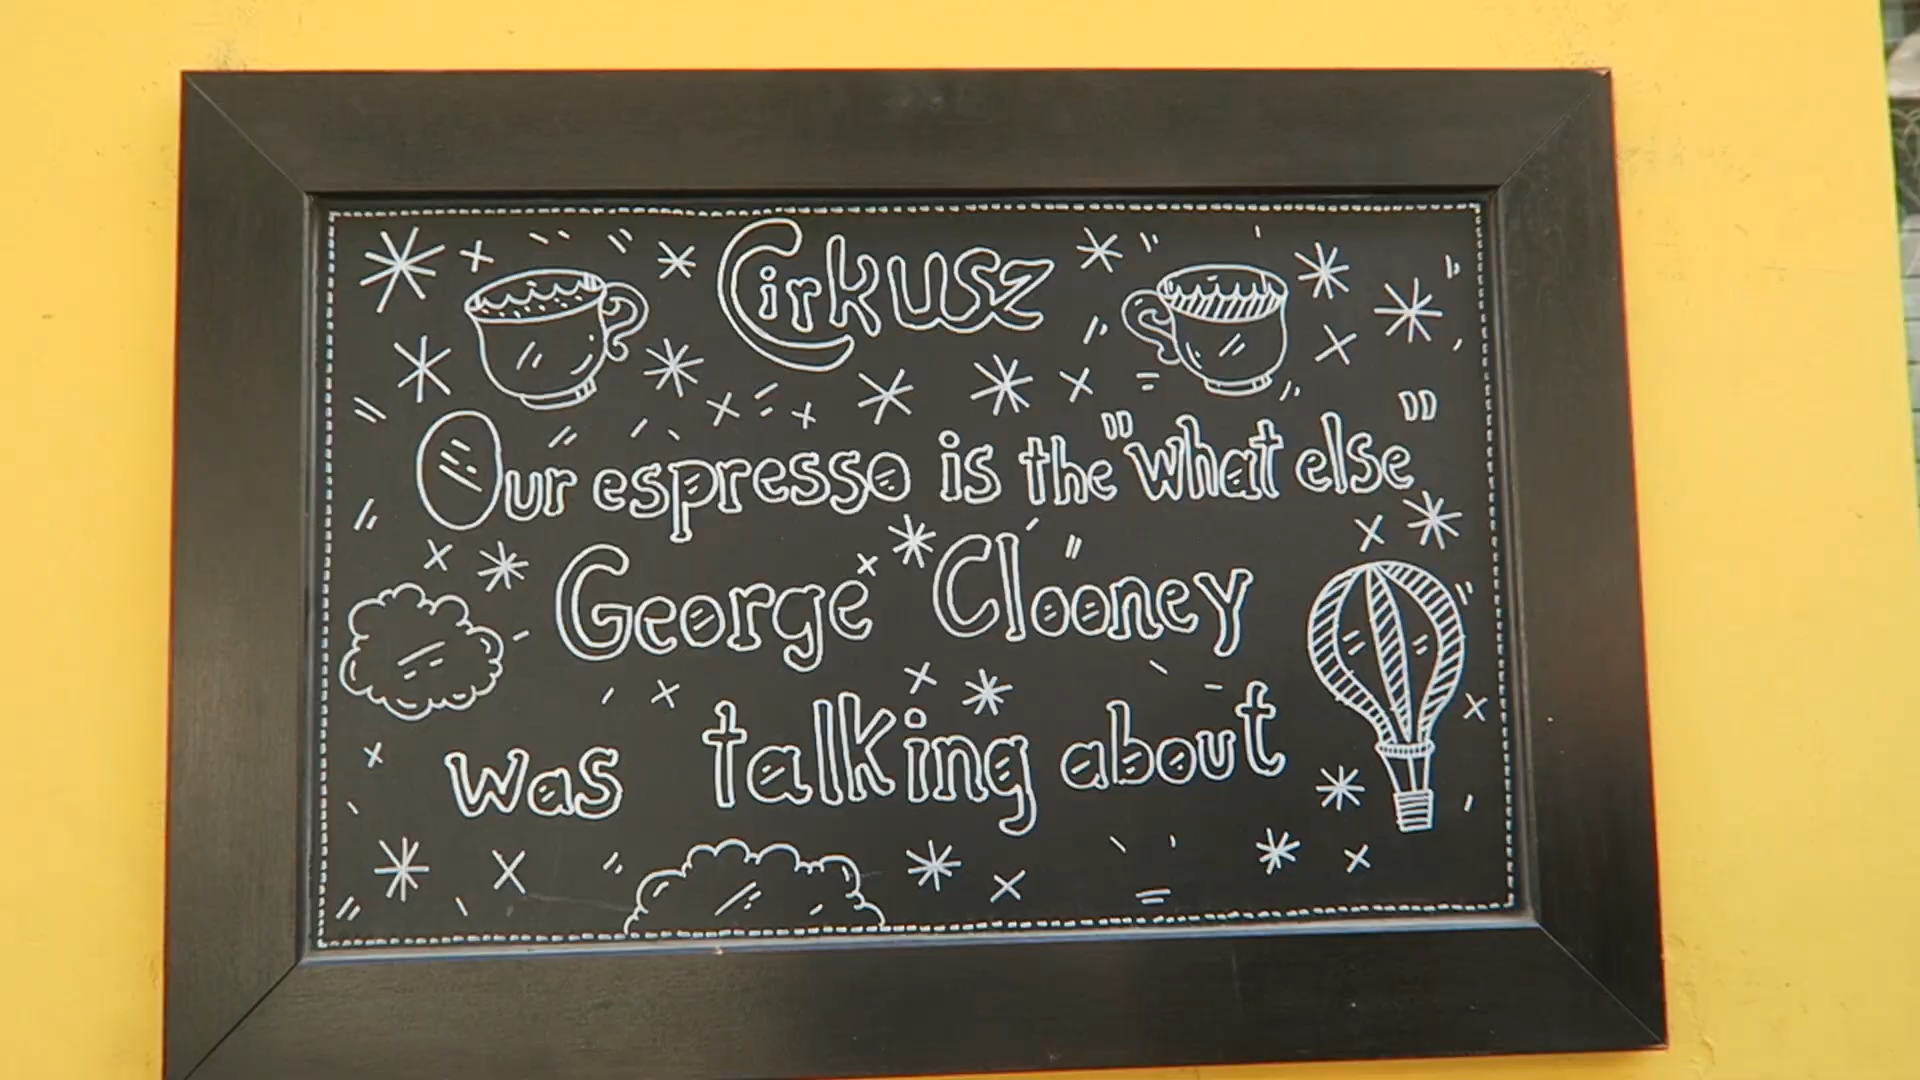 Cirkusz
Our espresso is the "what else"
George Clooney
was talking about